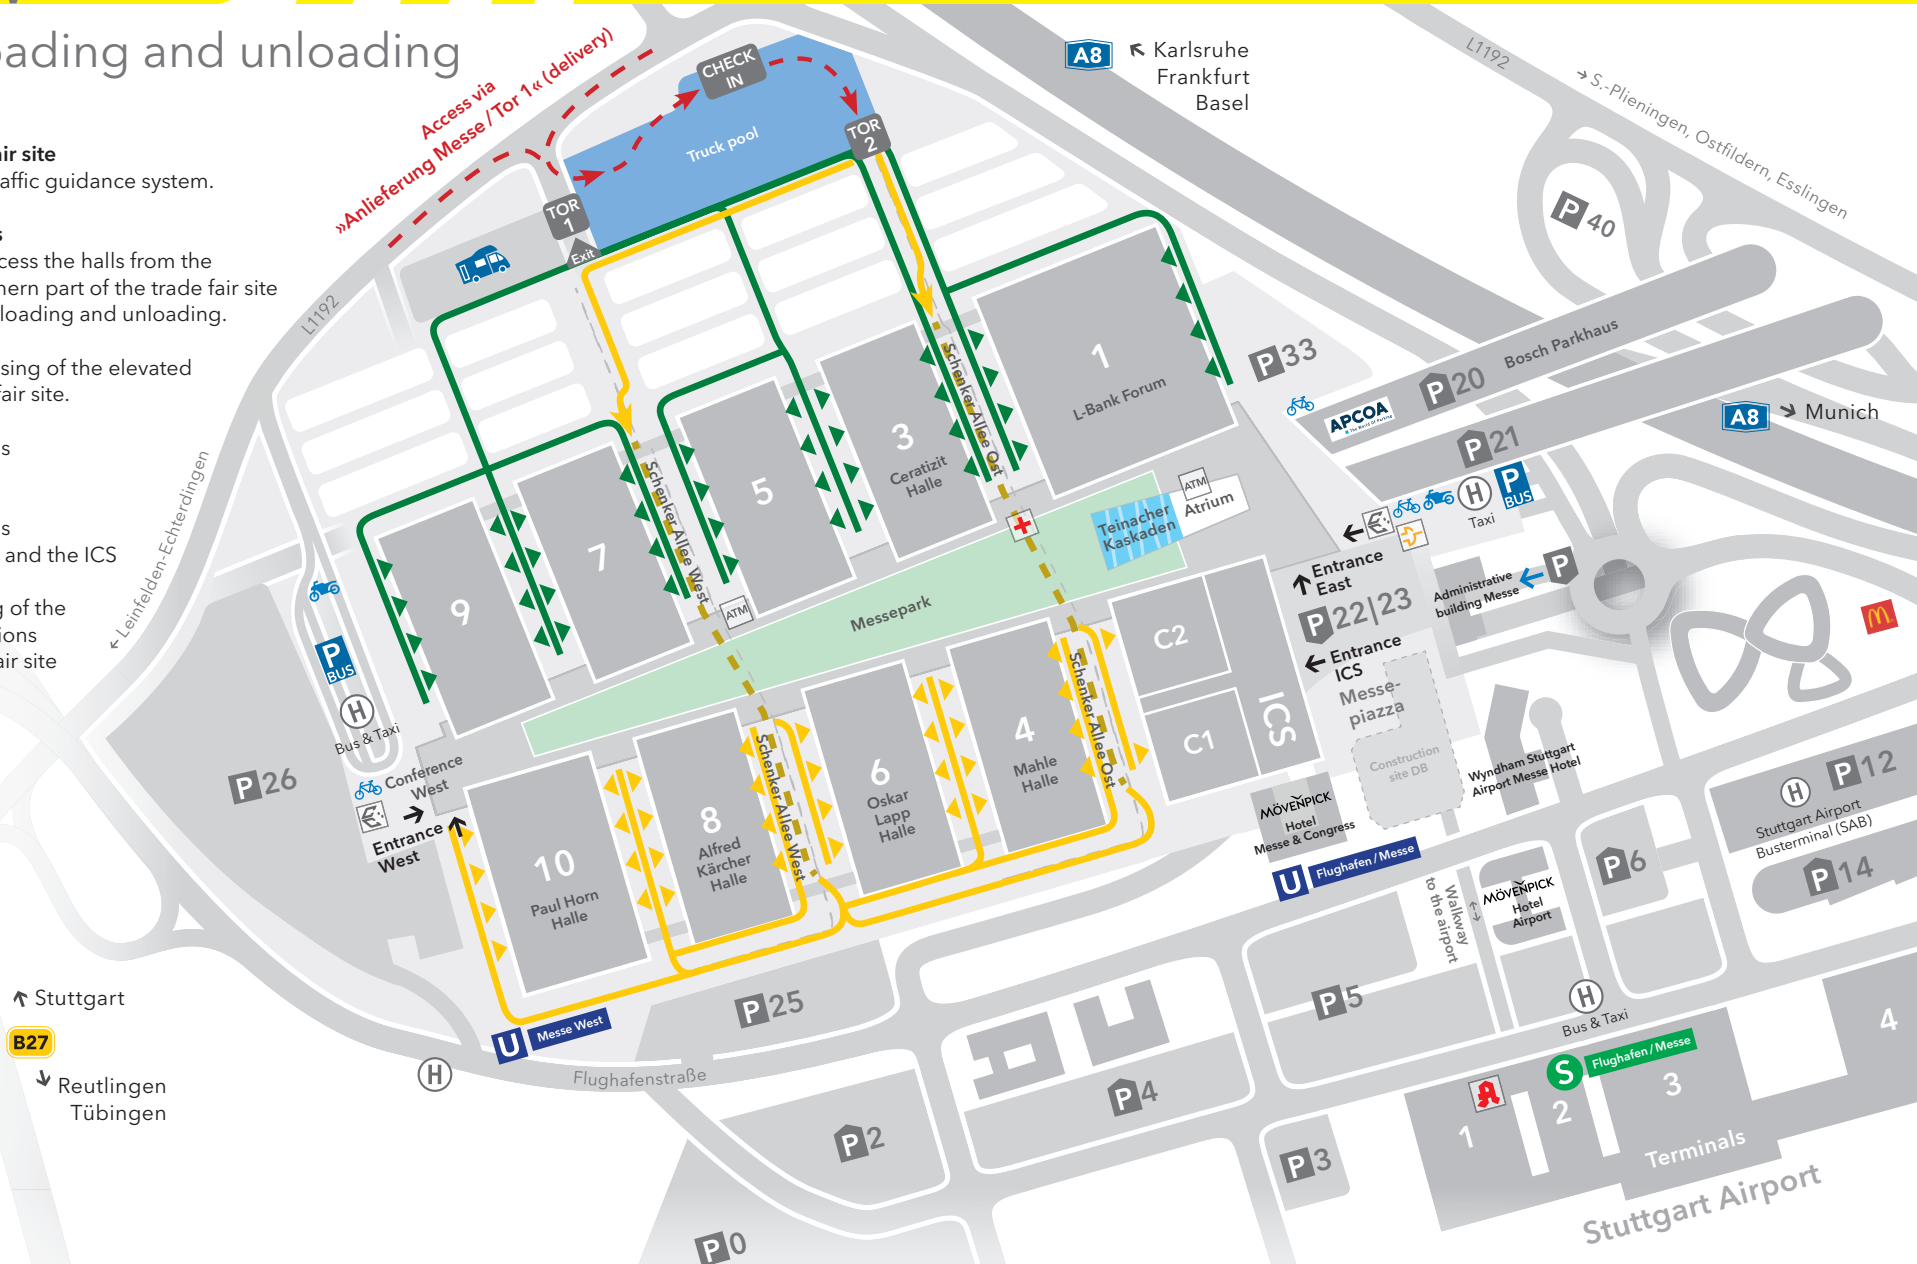 ading and unloading
air site
affic guidance system.
s
cess the halls from the
hern part of the trade fair site
loading and unloading.
sing of the elevated
fair site.
s
s
and the ICS
g of the
ions
air site
Access via
»Anlieferung Messe / Tor 1« (delivery)
CHECK
IN
Truck pool
TOR
2
TOR
1
Exit
L1192
← Leinfelden-Echterdingen
A8
Karlsruhe
Frankfurt
Basel
L1192
→ S.-Plieningen, Ostfildern, Esslingen
P 40
P 33
P 20
Bosch Parkhaus
APCOA
P 21
A8
Munich
1
L-Bank Forum
3
Ceratizit
Halle
5
7
9
Schenker Allee Ost
Schenker Allee West
ATM
Messepark
Teinacher
Kaskaden
ATM
Atrium
H
Taxi
P
BUS
Entrance
East
P 22|23
Entrance
ICS
Messe-
piazza
Administrative
building Messe
P
Construction
site DB
Wyndham Stuttgart
Airport Messe Hotel
C2
C1
ICS
4
Mahle
Halle
6
Oskar
Lapp
Halle
8
Alfred
Kärcher
Halle
10
Paul Horn
Halle
Schenker Allee Ost
Schenker Allee West
P
BUS
H
Bus & Taxi
P 26
Conference
West
Entrance
West
MÖVENPICK
Hotel
Messe & Congress
U Flughafen / Messe
Walkway
to the airport
MÖVENPICK
Hotel
Airport
P 6
H
P 12
Stuttgart Airport
Busterminal (SAB)
P 14
Stuttgart
B27
Reutlingen
Tübingen
U Messe West
H
Flughafenstraße
P 25
P 5
H
Bus & Taxi
S Flughafen / Messe
P 4
P 2
P 3
P 0
1
2
3
4
Terminals
Stuttgart Airport